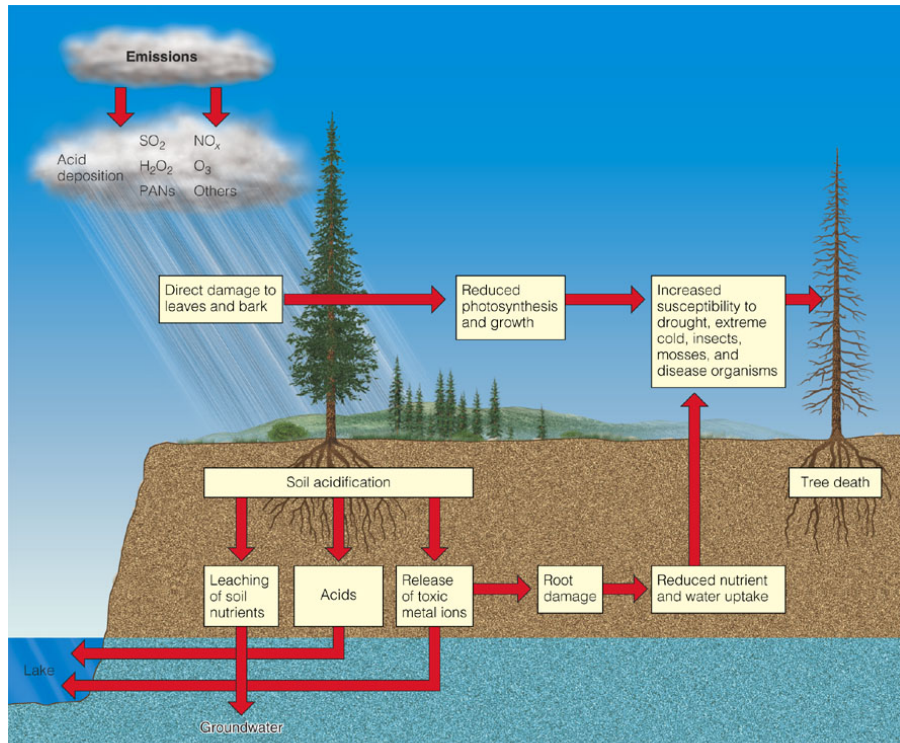 Emissions
Acid
deposition
SO₂ NOₓ
H₂O₂ O₃
PANs Others
Direct damage to
leaves and bark
Reduced
photosynthesis
and growth
Increased
susceptibility to
drought, extreme
cold, insects,
mosses, and
disease organisms
Soil acidification
Tree death
Leaching
of soil
nutrients
Acids
Release
of toxic
metal ions
Root
damage
Reduced nutrient
and water uptake
Lake
Groundwater